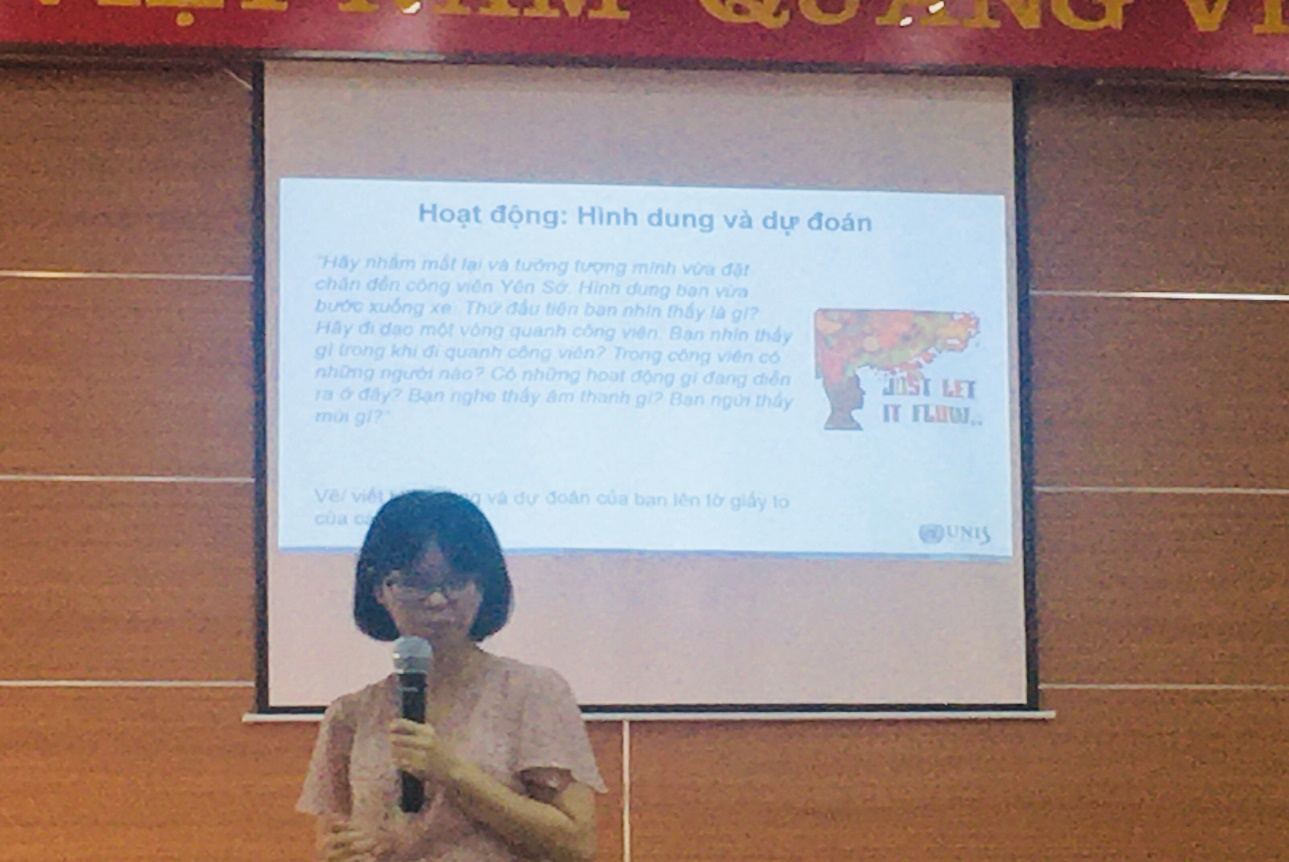 VIỆT NAM QUANG VI
Hoạt động: Hình dung và dự đoán
"Hãy nhắm mắt lại và tưởng tượng mình vừa đặt
chân đến công viên Yên Sở. Hình dung bạn vừa
bước xuống xe. Thứ đầu tiên bạn nhìn thấy là gì?
Hãy đi dạo một vòng quanh công viên. Bạn nhìn thấy
gì trong khi đi quanh công viên? Trong công viên có
những người nào? Có những hoạt động gì đang diễn
ra ở đây? Bạn nghe thấy âm thanh gì? Bạn ngửi thấy
mùi gì?"
JUST LET
IT FLOW..
Vẽ/ viết và dự đoán của bạn lên tờ giấy to
của
UNIS